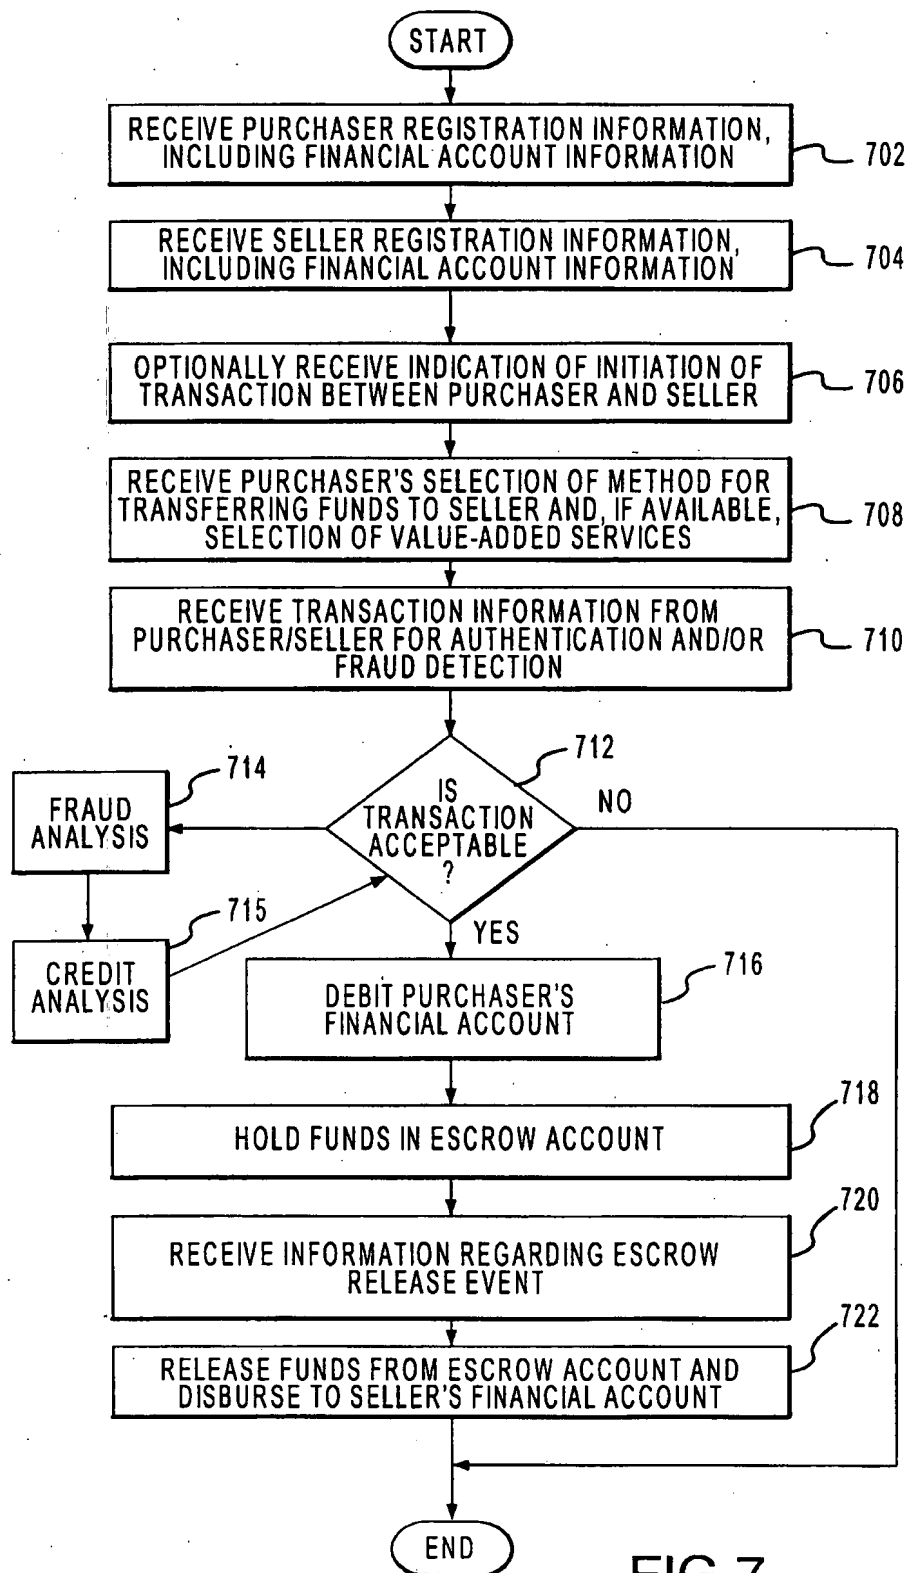 START
RECEIVE PURCHASER REGISTRATION INFORMATION,
INCLUDING FINANCIAL ACCOUNT INFORMATION
702
RECEIVE SELLER REGISTRATION INFORMATION,
INCLUDING FINANCIAL ACCOUNT INFORMATION
704
OPTIONALLY RECEIVE INDICATION OF INITIATION OF
TRANSACTION BETWEEN PURCHASER AND SELLER
706
RECEIVE PURCHASER'S SELECTION OF METHOD FOR
TRANSFERRING FUNDS TO SELLER AND, IF AVAILABLE,
SELECTION OF VALUE-ADDED SERVICES
708
RECEIVE TRANSACTION INFORMATION FROM
PURCHASER/SELLER FOR AUTHENTICATION AND/OR
FRAUD DETECTION
710
712
IS
TRANSACTION
ACCEPTABLE
?
NO
714
FRAUD
ANALYSIS
715
CREDIT
ANALYSIS
YES
716
DEBIT PURCHASER'S
FINANCIAL ACCOUNT
718
HOLD FUNDS IN ESCROW ACCOUNT
720
RECEIVE INFORMATION REGARDING ESCROW
RELEASE EVENT
722
RELEASE FUNDS FROM ESCROW ACCOUNT AND
DISBURSE TO SELLER'S FINANCIAL ACCOUNT
END
FIG.7